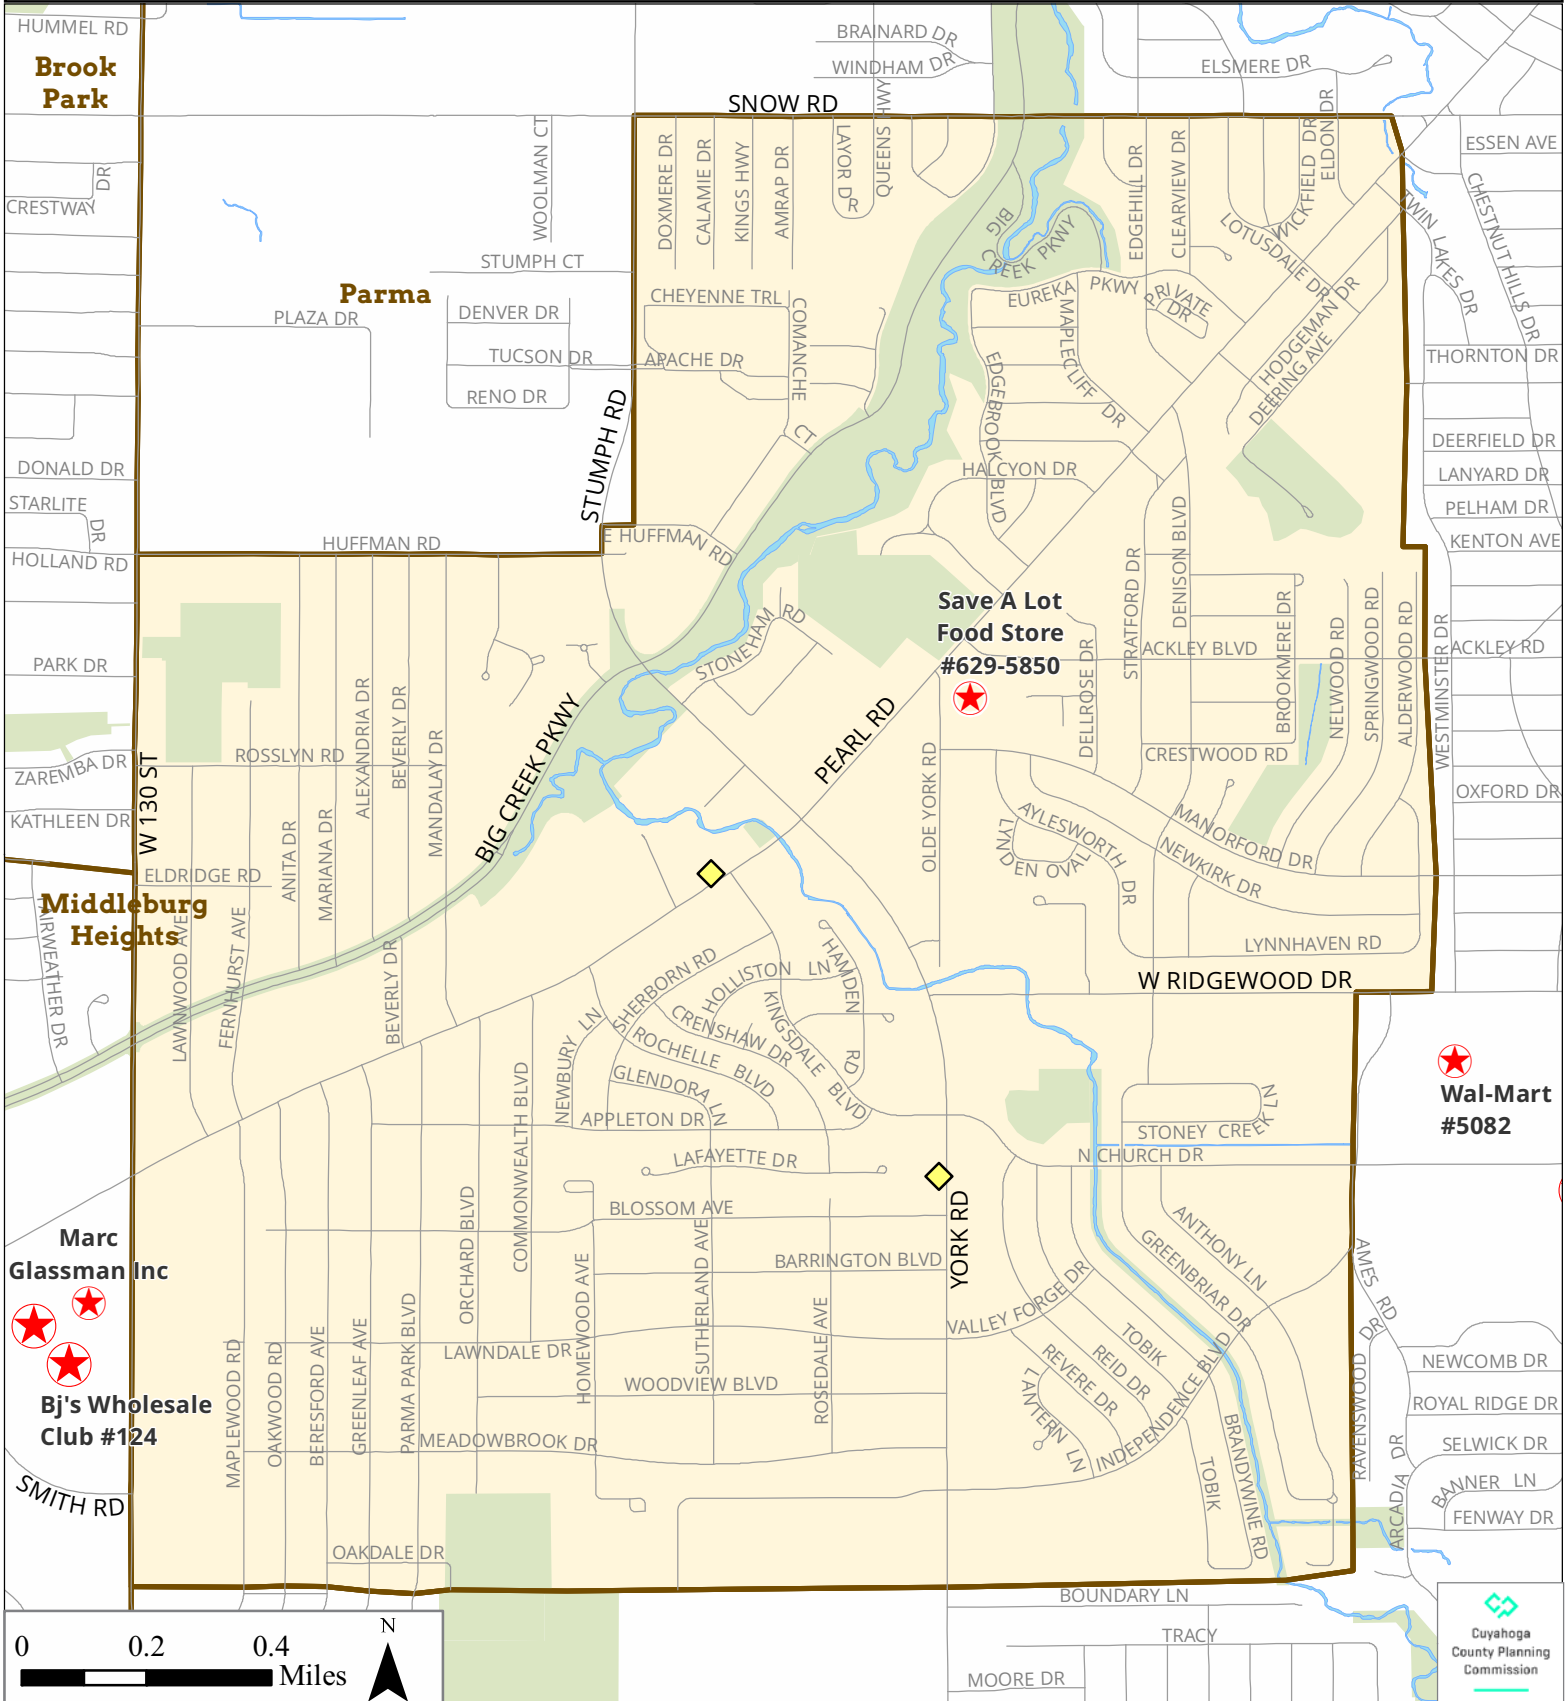 HUMMEL RD
BRAINARD DR
WINDHAM DR
ELSMERE DR
Brook
Park
SNOW RD
QUEENS HWY
ELDON DR
WOOLMAN CT
DOXMERE DR
CALAMIE DR
KINGS HWY
AMRAP DR
LAYOR DR
EDGEHILL DR
CLEARVIEW DR
WICKFIELD DR
LOTUSDALE DR
ESSEN AVE
CHESTNUT HILLS DR
TWIN LAKES DR
DR
CRESTWAY
BIG
CREEK PKWY
STUMPH CT
Parma
EUREKA PKWY
PRIVATE
DR
CHEYENNE TRL
COMANCHE
CT
DENVER DR
PLAZA DR
TUCSON DR
APACHE DR
RENO DR
MAPLECLIFF DR
EDGEBROOK BLVD
HODGEMAN DR
DEERING AVE
THORNTON DR
STUMPH RD
DEERFIELD DR
DONALD DR
HALCYON DR
LANYARD DR
STARLITE
DR
PELHAM DR
HUFFMAN RD
E HUFFMAN RD
KENTON AVE
HOLLAND RD
STRATFORD DR
DENISON BLVD
Save A Lot
Food Store
#629-5850
STONEHAM RD
BROOKMERE DR
NELWOOD RD
SPRINGWOOD RD
ALDERWOOD RD
WESTMINSTER DR
ACKLEY BLVD
ACKLEY RD
PARK DR
DELLROSE DR
ALEXANDRIA DR
BEVERLY DR
MANDALAY DR
BIG CREEK PKWY
PEARL RD
OLDE YORK RD
CRESTWOOD RD
ROSSLYN RD
ZAREMBA DR
W 130 ST
OXFORD DR
KATHLEEN DR
ANITA DR
MARIANA DR
AYLESWORTH DR
LYNDEN OVAL
MANORFORD DR
NEWKIRK DR
ELDRIDGE RD
Middleburg
Heights
FAIRWEATHER DR
LAWNWOOD AVE
FERNHURST AVE
BEVERLY DR
LYNNHAVEN RD
W RIDGEWOOD DR
SHERBORN RD
HOLLISTON LN
HAMDEN RD
KINGSDALE BLVD
CRENSHAW DR
ROCHELLE BLVD
NEWBURY LN
GLENDORA LN
APPLETON DR
Wal-Mart
#5082
COMMONWEALTH BLVD
STONEY CREEK LN
N CHURCH DR
LAFAYETTE DR
ORCHARD BLVD
BLOSSOM AVE
YORK RD
ANTHONY LN
GREENBRIAR DR
Marc
Glassman Inc
BARRINGTON BLVD
HOMEWOOD AVE
SUTHERLAND AVE
ROSEDALE AVE
VALLEY FORGE DR
AMES RD
MAPLEWOOD RD
OAKWOOD RD
BERESFORD AVE
GREENLEAF AVE
PARMA PARK BLVD
LAWNDALE DR
TOBIK
REID DR
REVERE DR
LANTERN LN
INDEPENDENCE BLVD
RAVENSWOOD DR
NEWCOMB DR
WOODVIEW BLVD
Bj's Wholesale
Club #124
ROYAL RIDGE DR
MEADOWBROOK DR
SELWICK DR
SMITH RD
TOBIK
BRANDYWINE RD
ARCADIA DR
BANNER LN
FENWAY DR
OAKDALE DR
BOUNDARY LN
TRACY
MOORE DR
0 0.2 0.4
Miles
N
Cuyahoga
County Planning
Commission